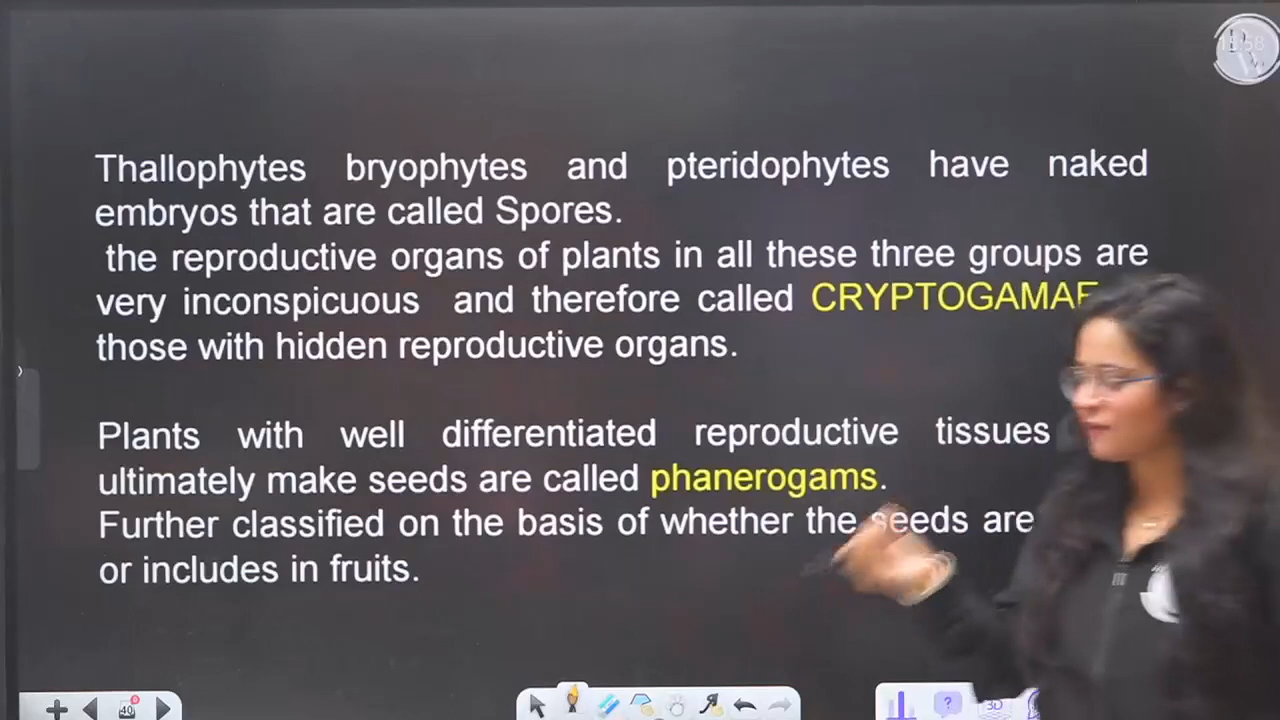 Thallophytes bryophytes and pteridophytes have naked
embryos that are called Spores.
the reproductive organs of plants in all these three groups are
very inconspicuous and therefore called CRYPTOGAMAE
those with hidden reproductive organs.
Plants with well differentiated reproductive tissues
ultimately make seeds are called phanerogams.
Further classified on the basis of whether the seeds are
or includes in fruits.
40
3D